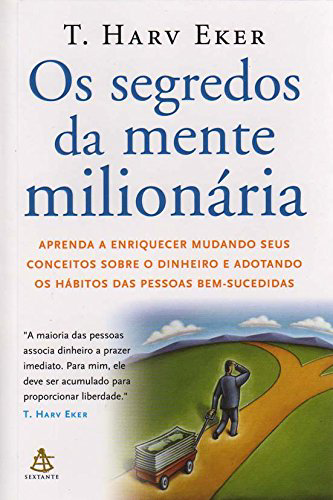 T. HARV EKER
Os segredos
da mente
milionária
APRENDA A ENRIQUECER MUDANDO SEUS
CONCEITOS SOBRE O DINHEIRO E ADOTANDO
OS HÁBITOS DAS PESSOAS BEM-SUCEDIDAS
"A maioria das pessoas
associa dinheiro a prazer
imediato. Para mim, ele
deve ser acumulado para
proporcionar liberdade."
T. HARV EKER
SEXTANTE